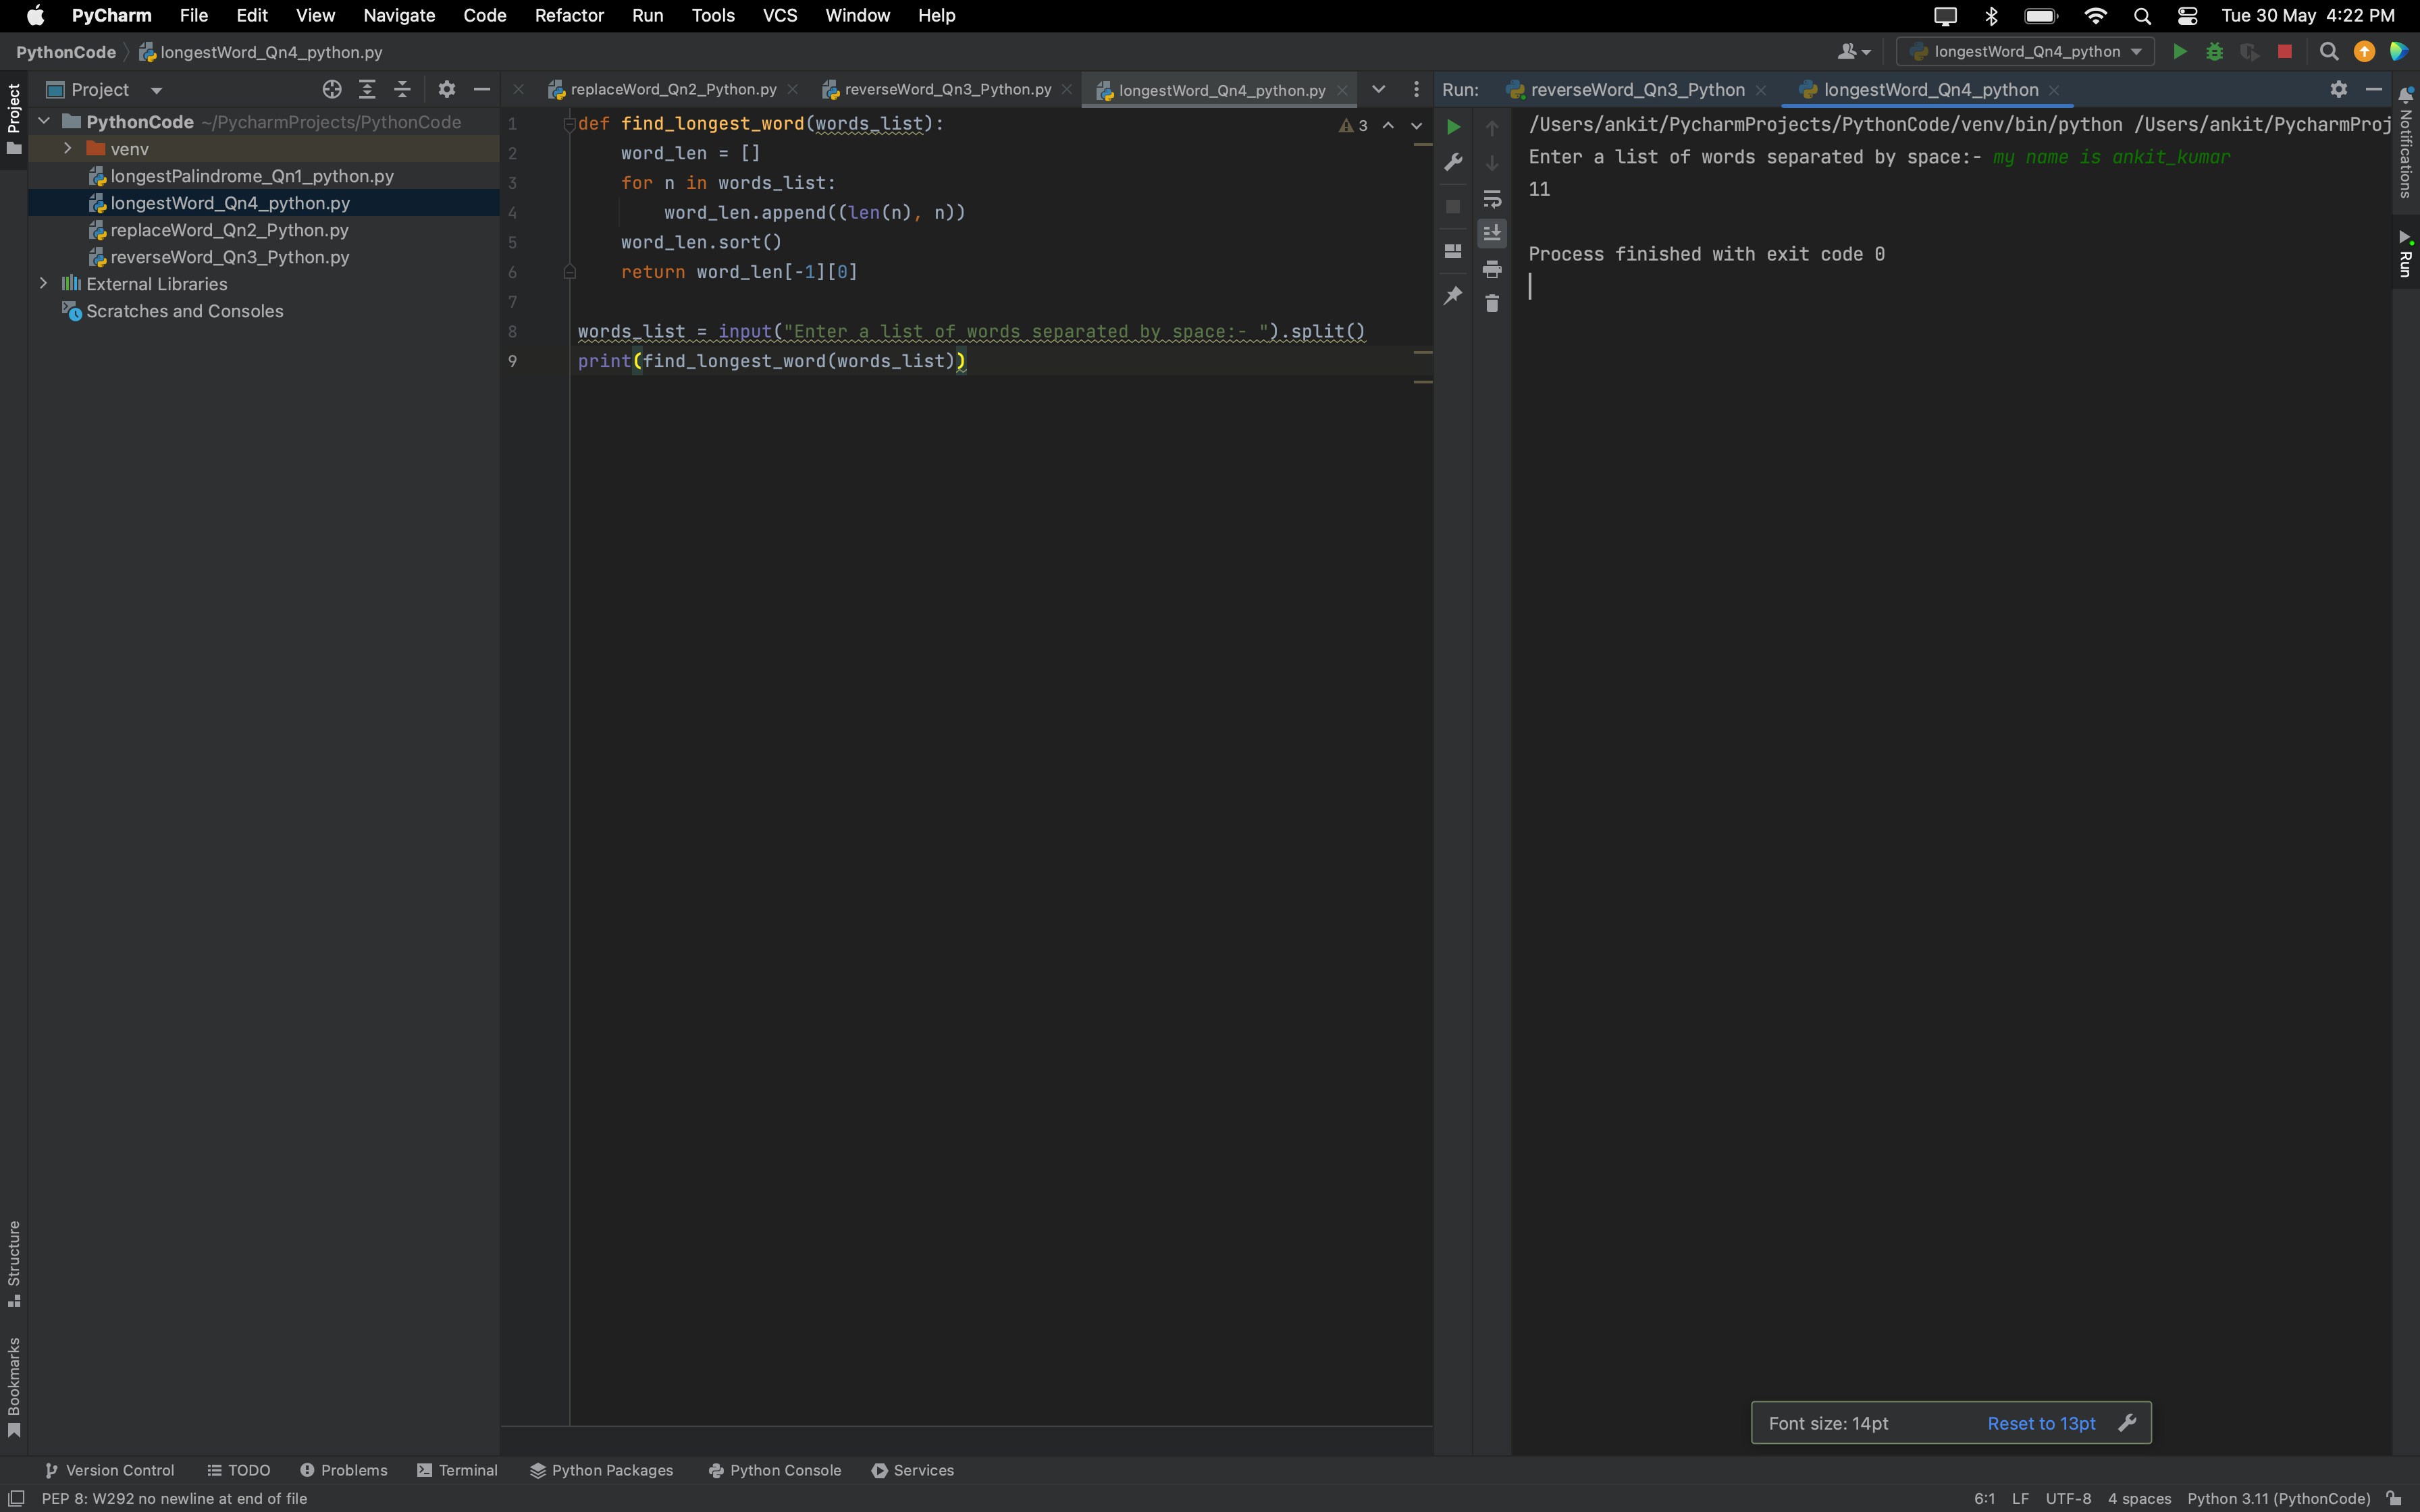 PyCharm File Edit View Navigate Code Refactor Run Tools VCS Window Help Tue 30 May 4:22 PM
PythonCode longestWord_Qn4_python.py longestWord_Qn4_python
Project
Project
PythonCode ~/PycharmProjects/PythonCode
venv
longestPalindrome_Qn1_python.py
longestWord_Qn4_python.py
replaceWord_Qn2_Python.py
reverseWord_Qn3_Python.py
External Libraries
Scratches and Consoles
Structure
Bookmarks
replaceWord_Qn2_Python.py reverseWord_Qn3_Python.py longestWord_Qn4_python.py
3
1 def find_longest_word(words_list):
2 word_len = []
3 for n in words_list:
4 word_len.append((len(n), n))
5 word_len.sort()
6 return word_len[-1][0]
7
8 words_list = input("Enter a list of words separated by space:- ").split()
9 print(find_longest_word(words_list))
Run: reverseWord_Qn3_Python longestWord_Qn4_python
/Users/ankit/PycharmProjects/PythonCode/venv/bin/python /Users/ankit/PycharmProj
Enter a list of words separated by space:- my name is ankit_kumar
11
Process finished with exit code 0
Notifications
Run
Font size: 14pt Reset to 13pt
Version Control TODO Problems Terminal Python Packages Python Console Services
PEP 8: W292 no newline at end of file 6:1 LF UTF-8 4 spaces Python 3.11 (PythonCode)